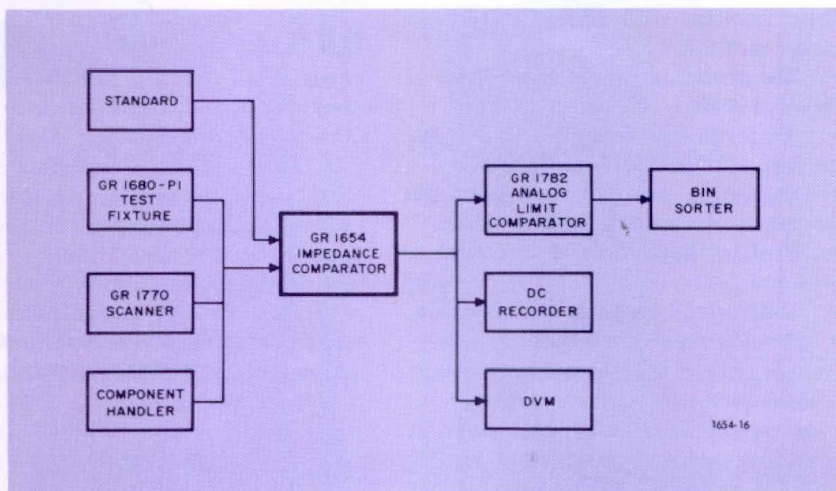 STANDARD
GR 1680-P1
TEST
FIXTURE
GR 1770
SCANNER
COMPONENT
HANDLER
GR 1654
IMPEDANCE
COMPARATOR
GR 1782
ANALOG
LIMIT
COMPARATOR
BIN
SORTER
DC
RECORDER
DVM
1654-16